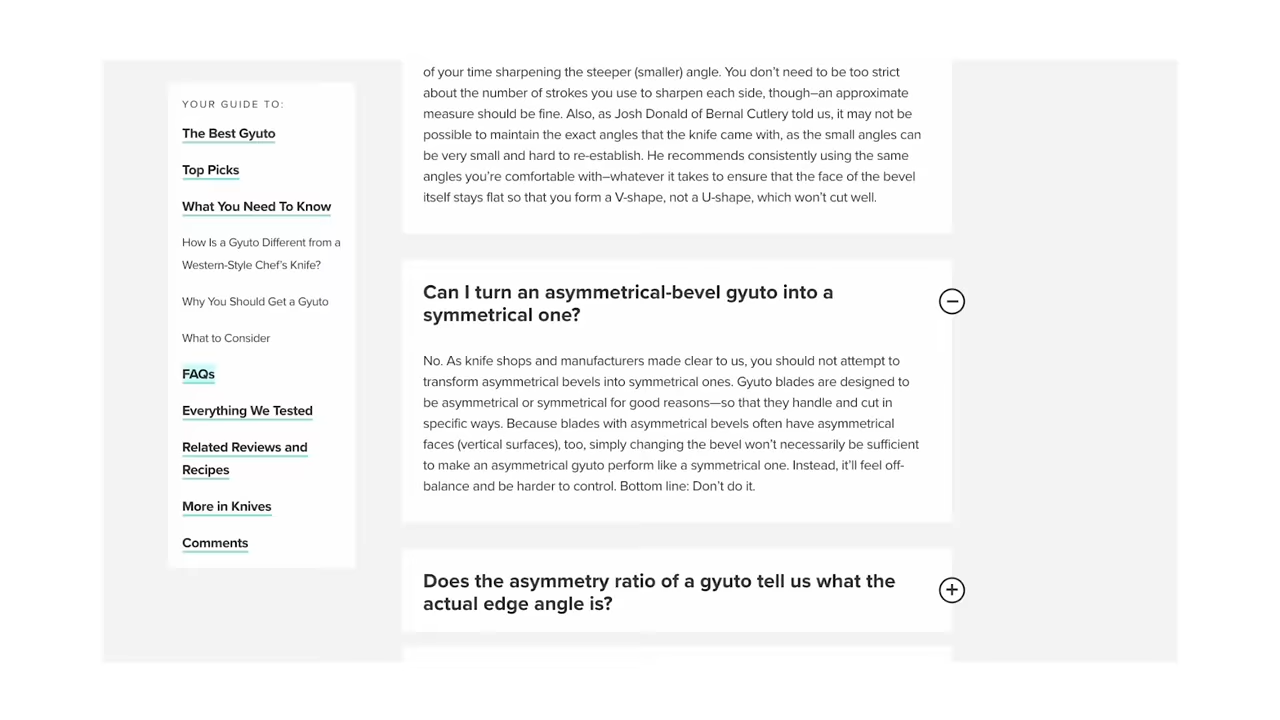 YOUR GUIDE TO:
The Best Gyuto
Top Picks
What You Need To Know
How Is a Gyuto Different from a
Western-Style Chef's Knife?
Why You Should Get a Gyuto
What to Consider
FAQs
Everything We Tested
Related Reviews and
Recipes
More in Knives
Comments
of your time sharpening the steeper (smaller) angle. You don't need to be too strict
about the number of strokes you use to sharpen each side, though—an approximate
measure should be fine. Also, as Josh Donald of Bernal Cutlery told us, it may not be
possible to maintain the exact angles that the knife came with, as the small angles can
be very small and hard to re-establish. He recommends consistently using the same
angles you're comfortable with—whatever it takes to ensure that the face of the bevel
itself stays flat so that you form a V-shape, not a U-shape, which won't cut well.
Can I turn an asymmetrical-bevel gyuto into a
symmetrical one?
No. As knife shops and manufacturers made clear to us, you should not attempt to
transform asymmetrical bevels into symmetrical ones. Gyuto blades are designed to
be asymmetrical or symmetrical for good reasons—so that they handle and cut in
specific ways. Because blades with asymmetrical bevels often have asymmetrical
faces (vertical surfaces), too, simply changing the bevel won't necessarily be sufficient
to make an asymmetrical gyuto perform like a symmetrical one. Instead, it'll feel off-
balance and be harder to control. Bottom line: Don't do it.
Does the asymmetry ratio of a gyuto tell us what the
actual edge angle is?